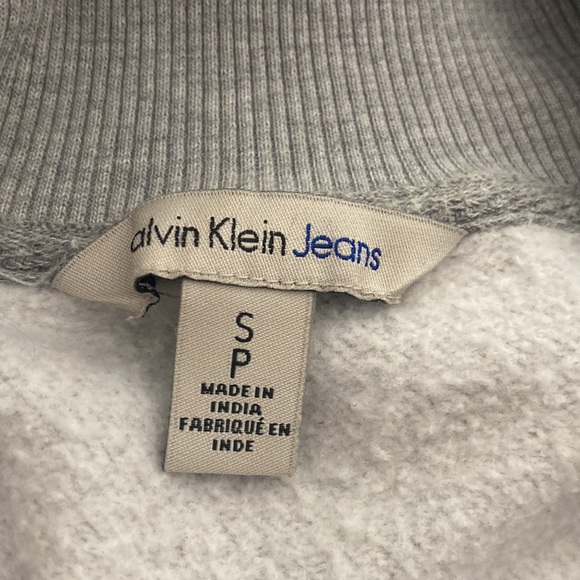 alvin Klein Jeans
S
P
MADE IN
INDIA
FABRIQUÉ EN
INDE